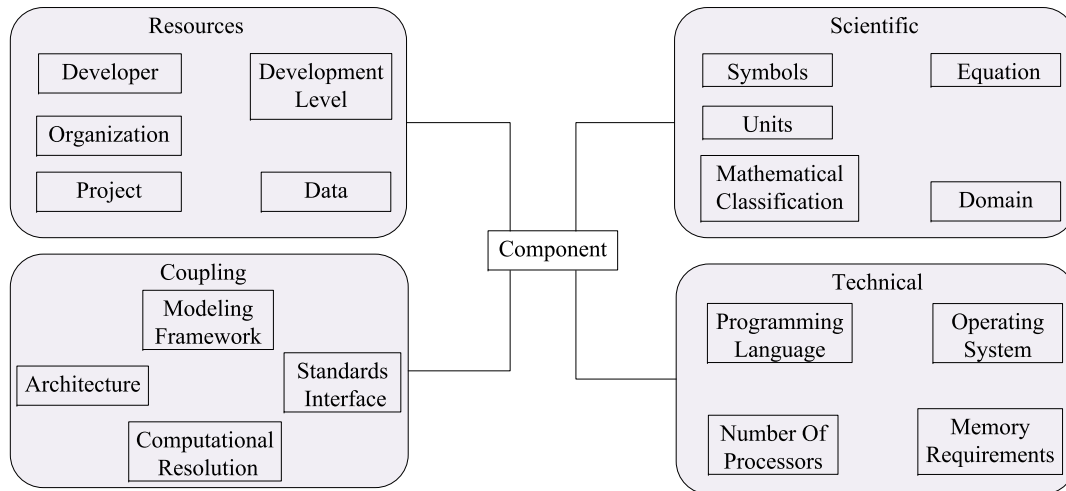 Resources
Developer
Development
Level
Organization
Project
Data
Scientific
Symbols
Equation
Units
Mathematical
Classification
Domain
Component
Coupling
Modeling
Framework
Architecture
Standards
Interface
Computational
Resolution
Technical
Programming
Language
Operating
System
Number Of
Processors
Memory
Requirements